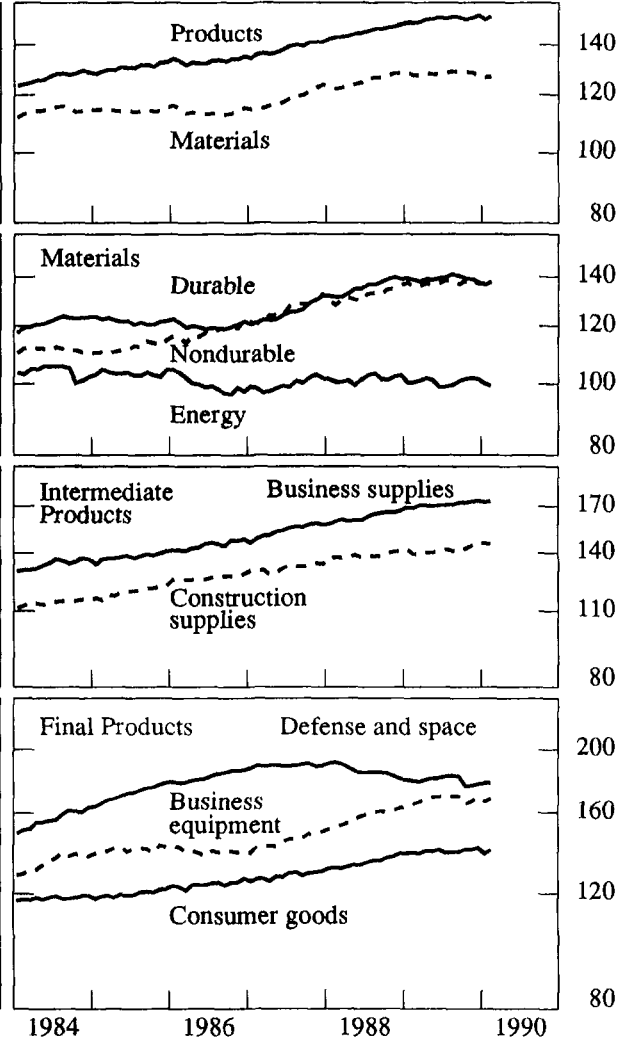 Products
140
120
Materials
100
80
Materials
Durable
140
120
Nondurable
100
Energy
80
Intermediate
Products
Business supplies
170
140
Construction
supplies
110
80
Final Products
Defense and space
200
Business
equipment
160
120
Consumer goods
80
1984
1986
1988
1990